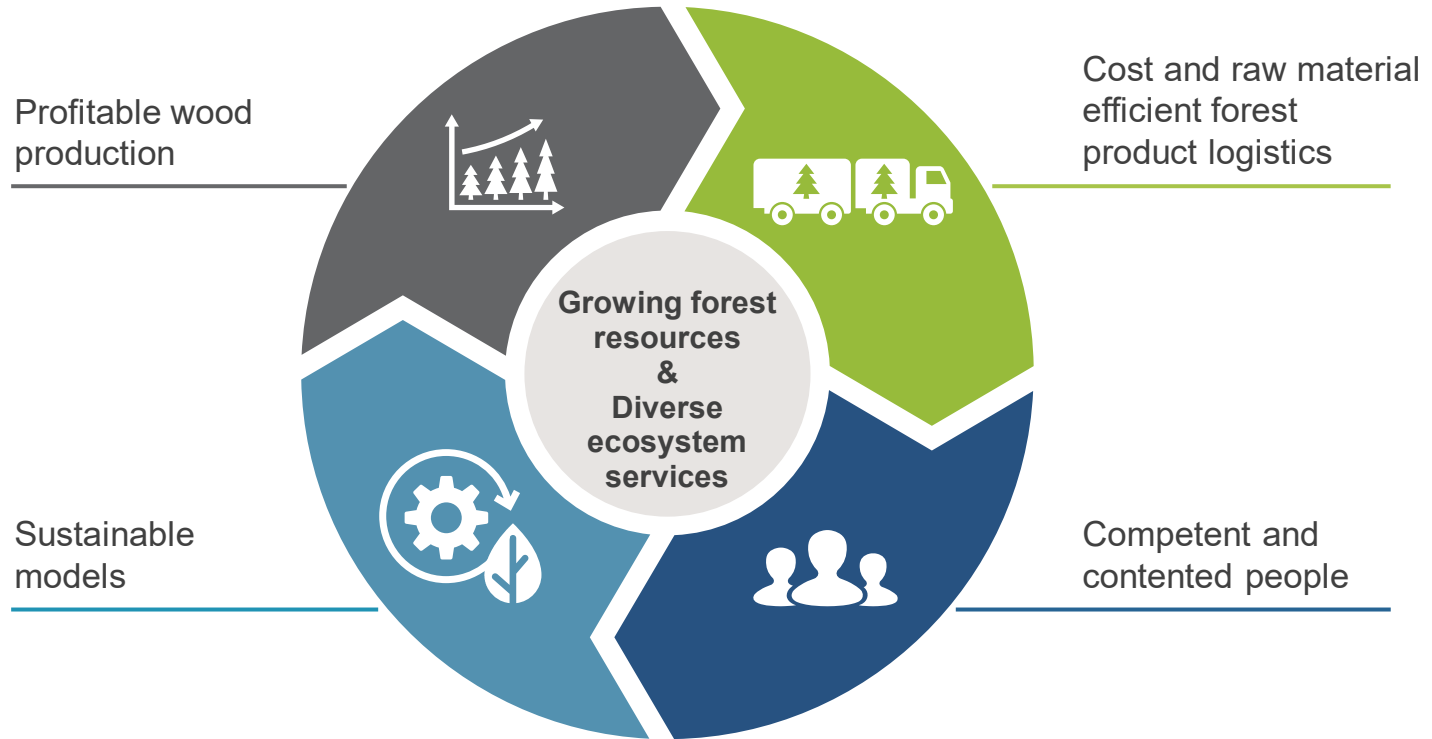 Profitable wood
production
Cost and raw material
efficient forest
product logistics
Growing forest
resources
&
Diverse
ecosystem
services
Sustainable
models
Competent and
contented people